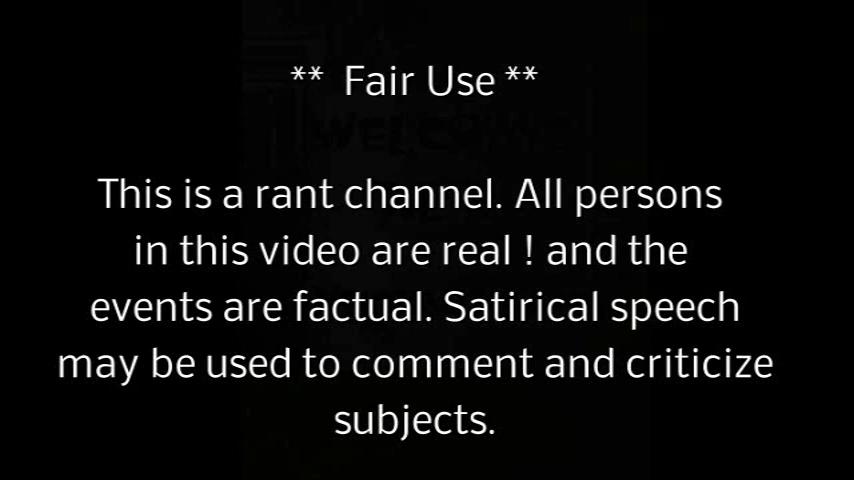 ** Fair Use **
This is a rant channel. All persons
in this video are real ! and the
events are factual. Satirical speech
may be used to comment and criticize
subjects.
WELCOME